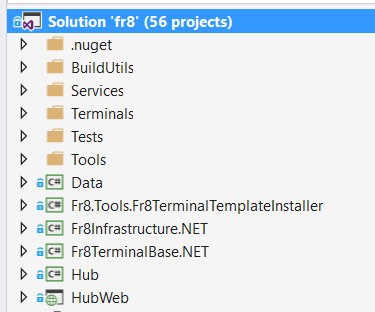 Solution 'fr8' (56 projects)
.nuget
BuildUtils
Services
Terminals
Tests
Tools
C# Data
C# Fr8.Tools.Fr8TerminalTemplateInstaller
C# Fr8Infrastructure.NET
C# Fr8TerminalBase.NET
C# Hub
HubWeb